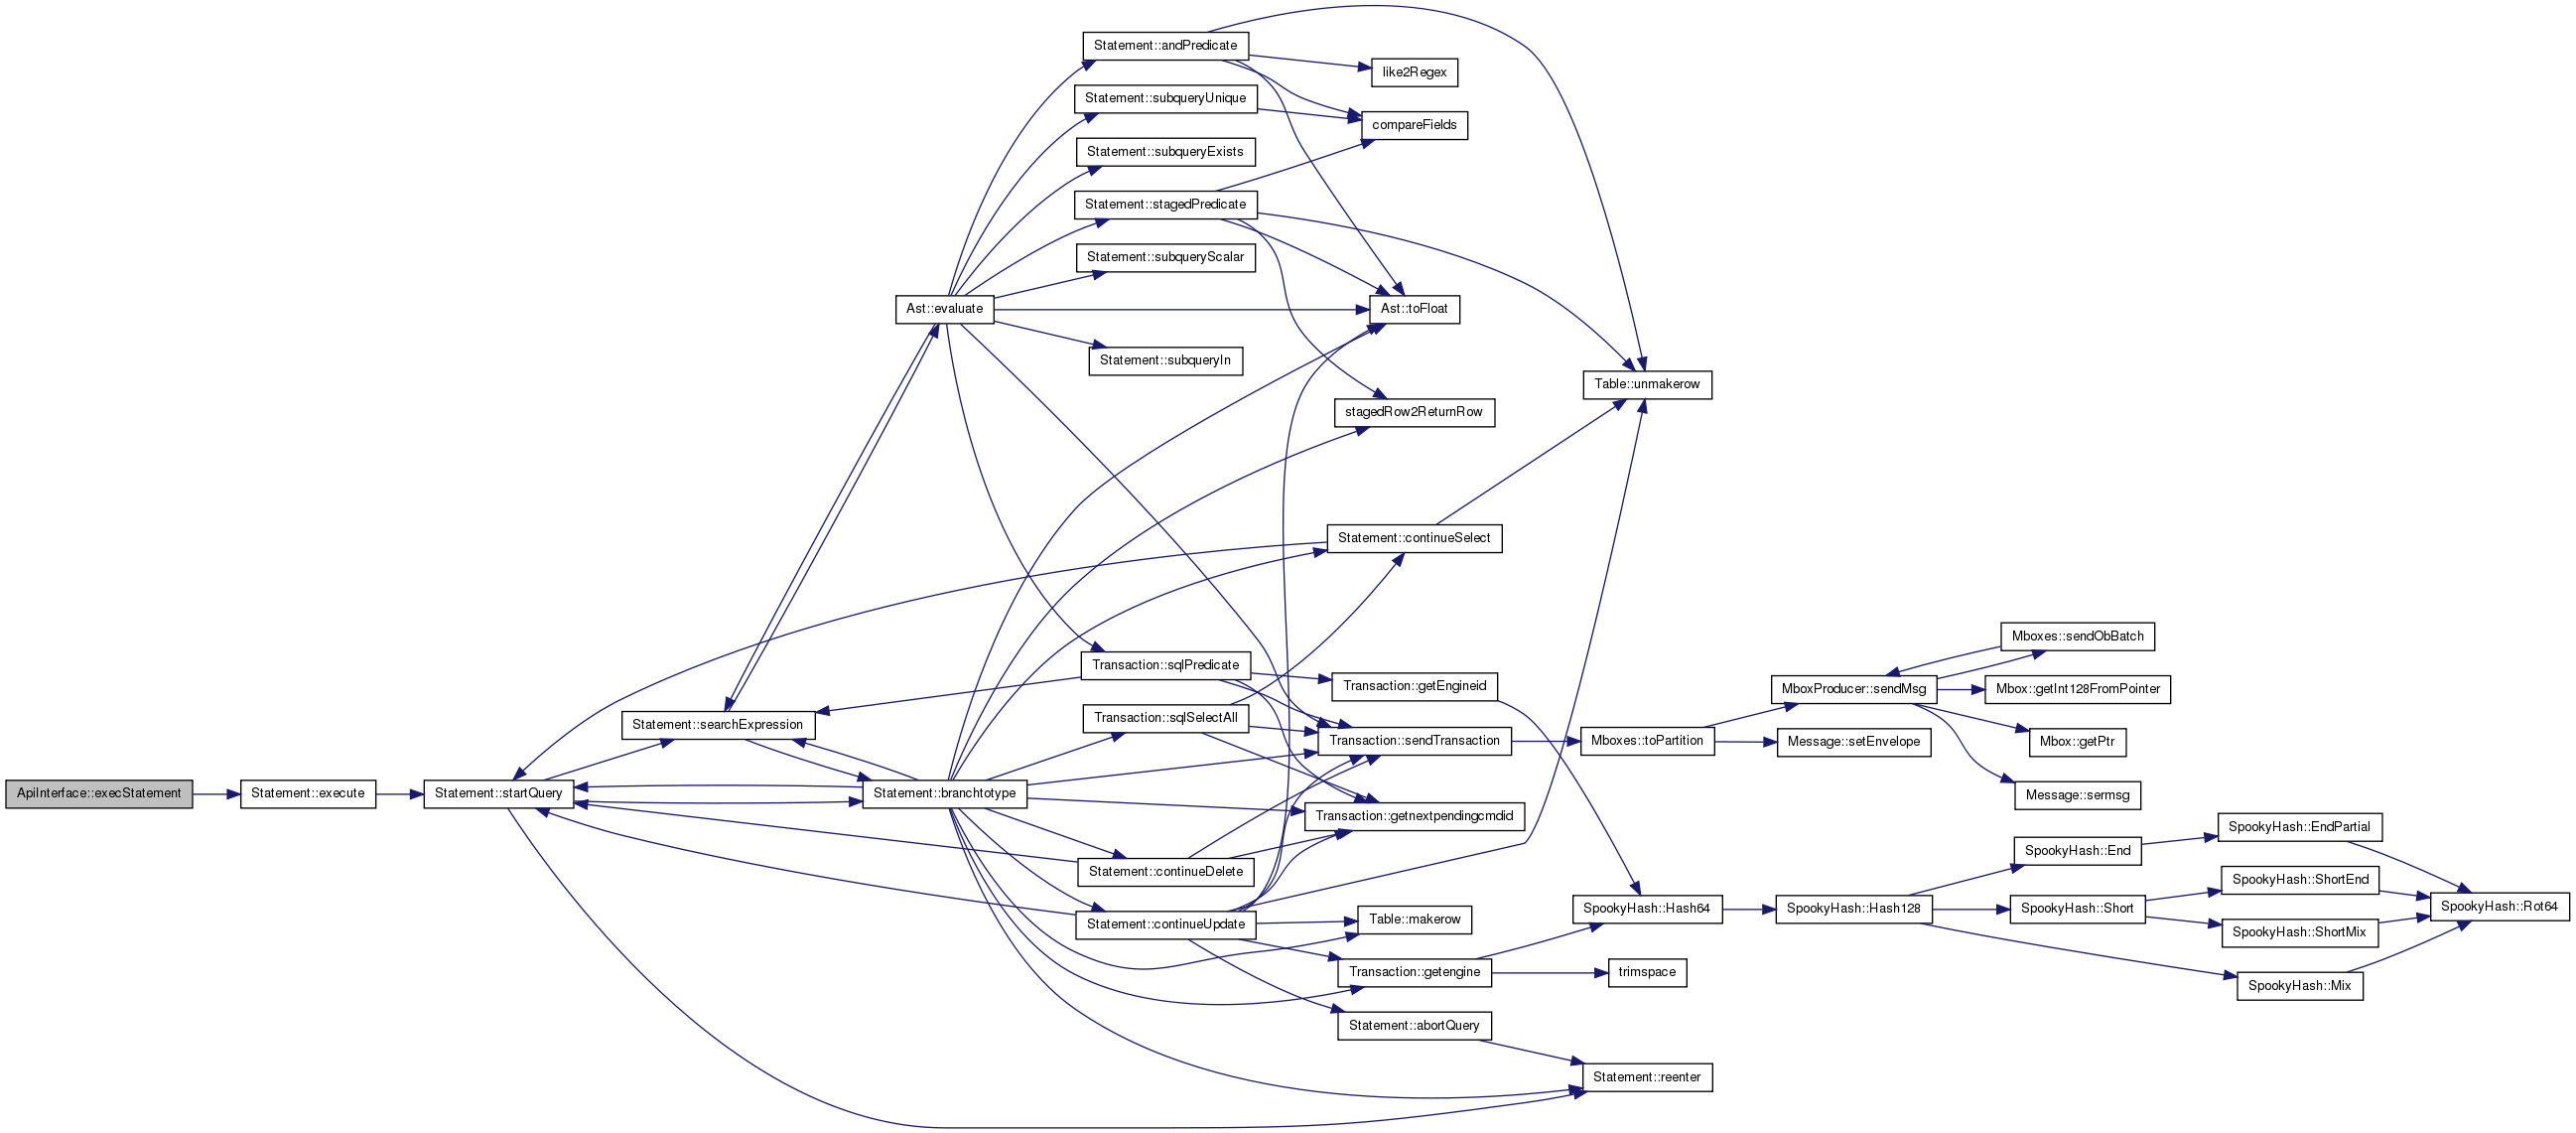 Statement::andPredicate
like2Regex
Statement::subqueryUnique
compareFields
Statement::subqueryExists
Statement::stagedPredicate
Statement::subqueryScalar
Ast::evaluate
Ast::toFloat
Statement::subqueryIn
Table::unmakerow
stagedRow2ReturnRow
Statement::continueSelect
Mboxes::sendObBatch
Transaction::sqlPredicate
Transaction::getEngineid
MboxProducer::sendMsg
Mbox::getInt128FromPointer
Statement::searchExpression
Transaction::sqlSelectAll
Transaction::sendTransaction
Mboxes::toPartition
Message::setEnvelope
Mbox::getPtr
ApiInterface::execStatement
Statement::execute
Statement::startQuery
Statement::branchtotype
Message::sermsg
Transaction::getnextpendingcmdid
SpookyHash::EndPartial
SpookyHash::End
Statement::continueDelete
SpookyHash::ShortEnd
Statement::continueUpdate
Table::makerow
SpookyHash::Hash64
SpookyHash::Hash128
SpookyHash::Short
SpookyHash::Rot64
SpookyHash::ShortMix
Transaction::getengine
trimspace
SpookyHash::Mix
Statement::abortQuery
Statement::reenter